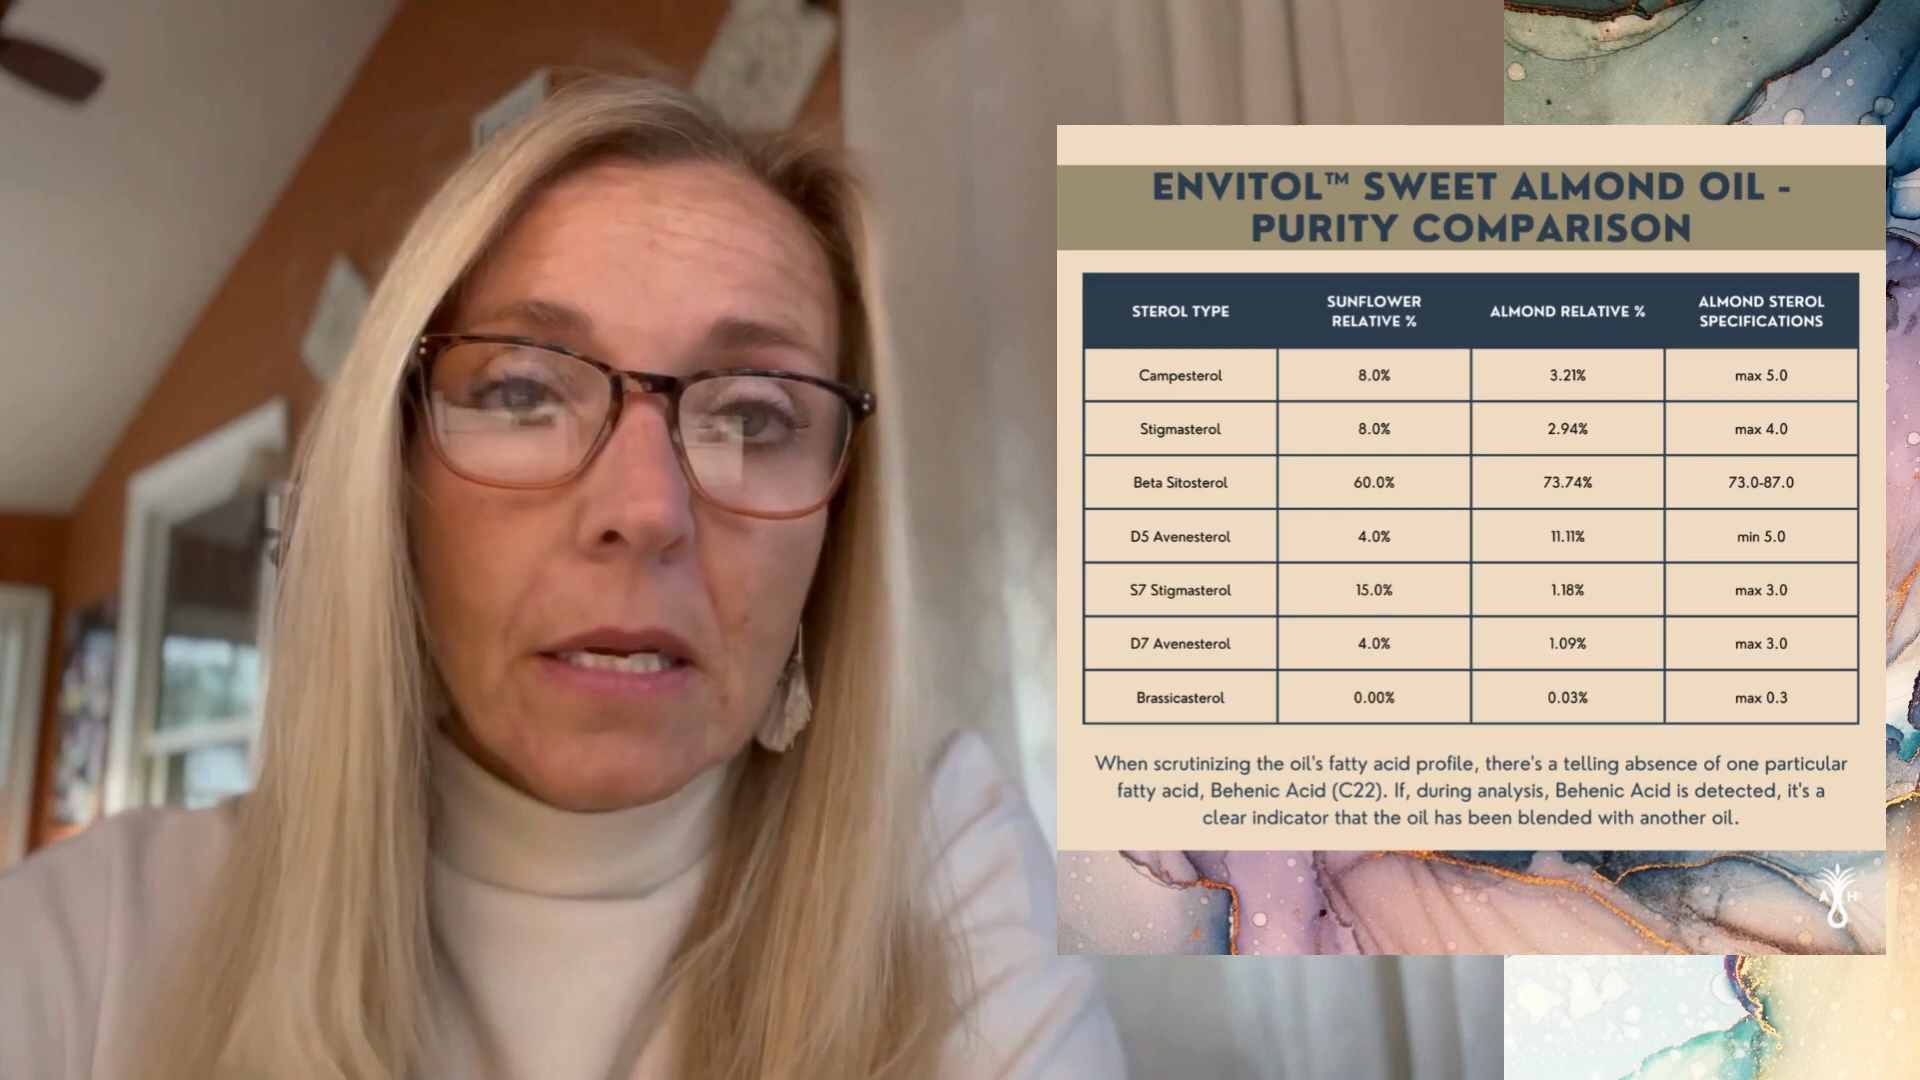 ENVITOL™ SWEET ALMOND OIL -
PURITY COMPARISON
STEROL TYPE SUNFLOWER RELATIVE % ALMOND RELATIVE % ALMOND STEROL SPECIFICATIONS
Campesterol 8.0% 3.21% max 5.0
Stigmasterol 8.0% 2.94% max 4.0
Beta Sitosterol 60.0% 73.74% 73.0-87.0
D5 Avenesterol 4.0% 11.11% min 5.0
S7 Stigmasterol 15.0% 1.18% max 3.0
D7 Avenesterol 4.0% 1.09% max 3.0
Brassicasterol 0.00% 0.03% max 0.3
When scrutinizing the oil's fatty acid profile, there's a telling absence of one particular
fatty acid, Behenic Acid (C22). If, during analysis, Behenic Acid is detected, it's a
clear indicator that the oil has been blended with another oil.
A H